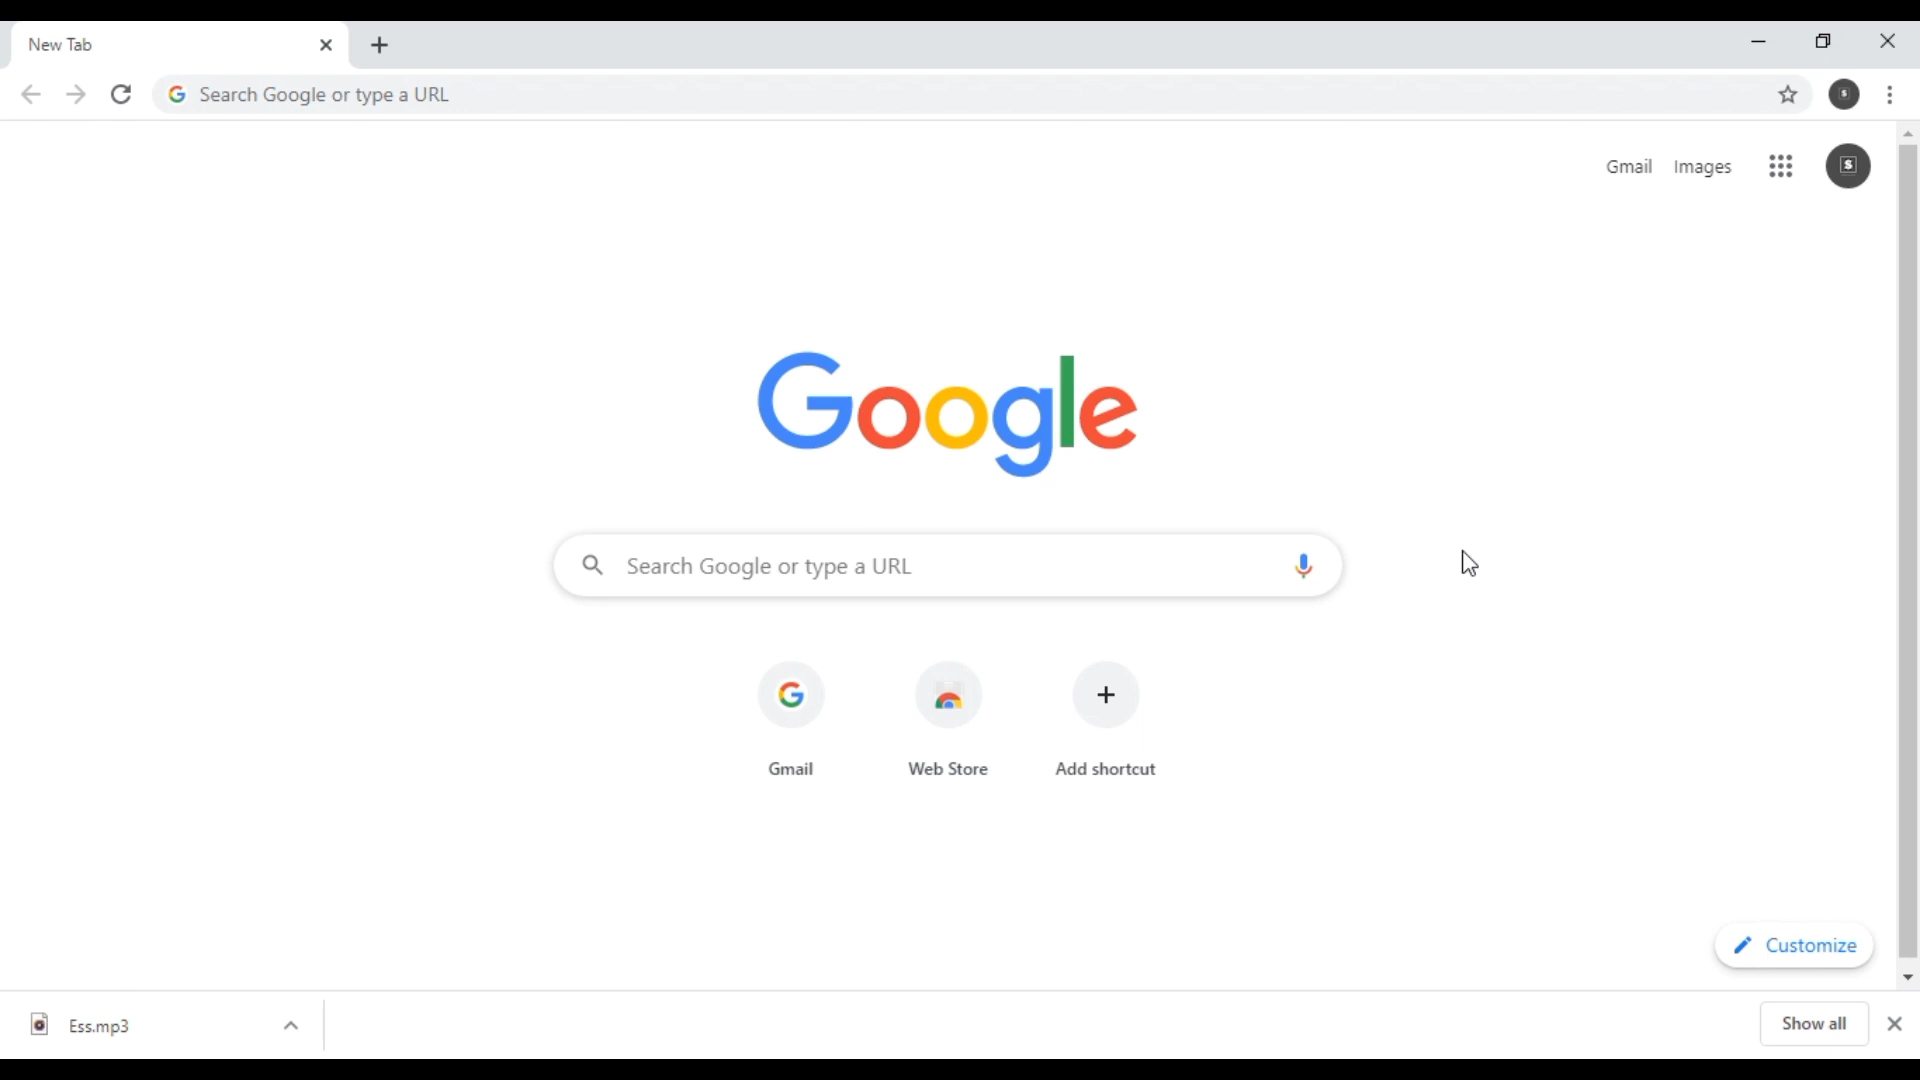 New Tab
Search Google or type a URL
Gmail Images
Google
Search Google or type a URL
Gmail Web Store Add shortcut
Customize
Ess.mp3
Show all